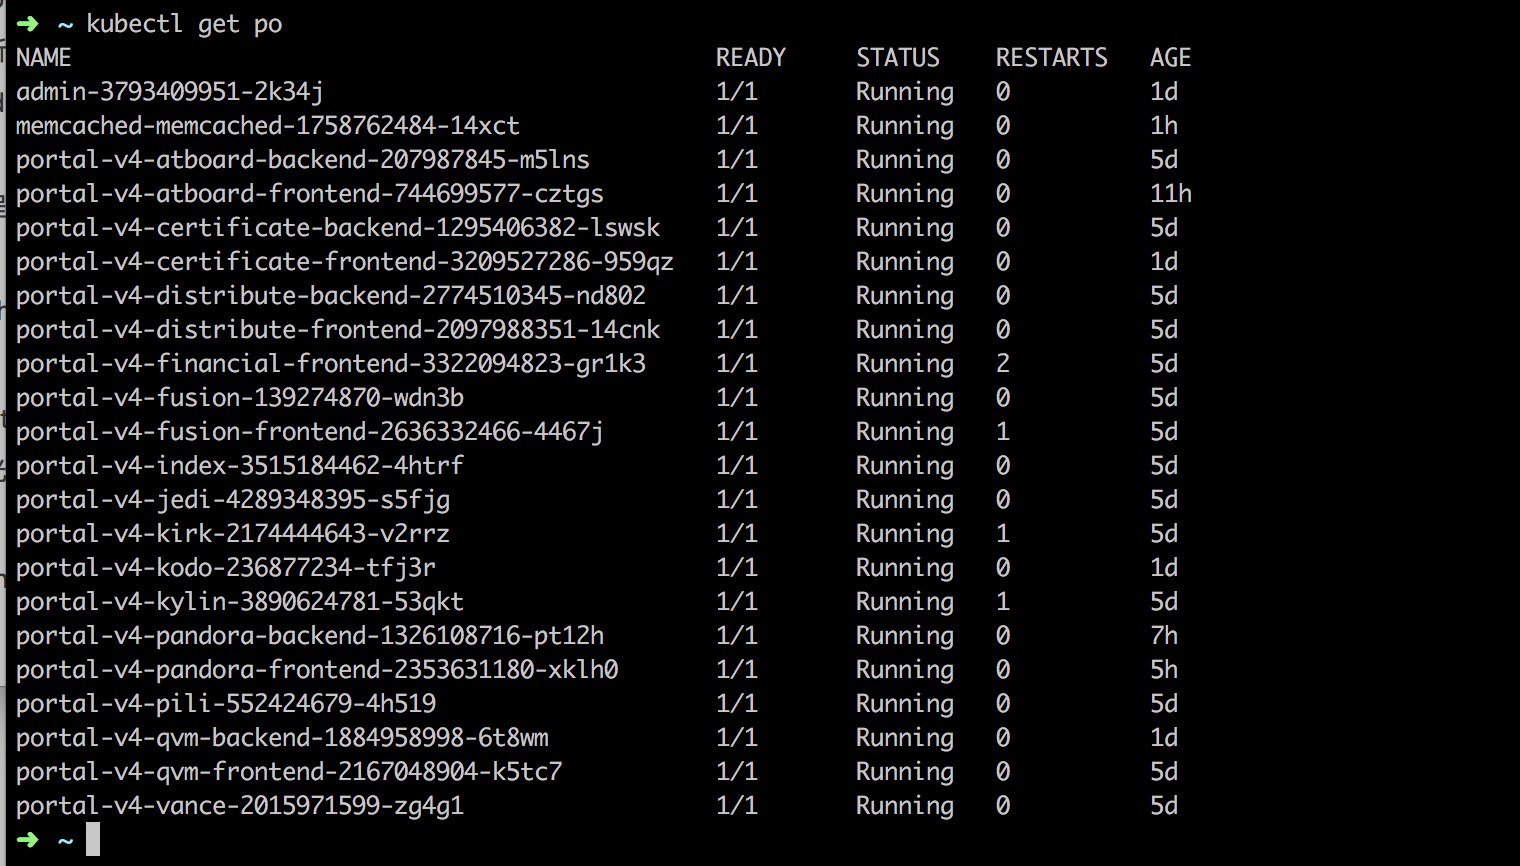 ➜ ~ kubectl get po
NAME READY STATUS RESTARTS AGE
admin-3793409951-2k34j 1/1 Running 0 1d
memcached-memcached-1758762484-14xct 1/1 Running 0 1h
portal-v4-atboard-backend-207987845-m5lns 1/1 Running 0 5d
portal-v4-atboard-frontend-744699577-cztgs 1/1 Running 0 11h
portal-v4-certificate-backend-1295406382-lswsk 1/1 Running 0 5d
portal-v4-certificate-frontend-3209527286-959qz 1/1 Running 0 1d
portal-v4-distribute-backend-2774510345-nd802 1/1 Running 0 5d
portal-v4-distribute-frontend-2097988351-14cnk 1/1 Running 0 5d
portal-v4-financial-frontend-3322094823-gr1k3 1/1 Running 2 5d
portal-v4-fusion-139274870-wdn3b 1/1 Running 0 5d
portal-v4-fusion-frontend-2636332466-4467j 1/1 Running 1 5d
portal-v4-index-3515184462-4htrf 1/1 Running 0 5d
portal-v4-jedi-4289348395-s5fjg 1/1 Running 0 5d
portal-v4-kirk-2174444643-v2rrz 1/1 Running 1 5d
portal-v4-kodo-236877234-tfj3r 1/1 Running 0 1d
portal-v4-kylin-3890624781-53qkt 1/1 Running 1 5d
portal-v4-pandora-backend-1326108716-pt12h 1/1 Running 0 7h
portal-v4-pandora-frontend-2353631180-xklh0 1/1 Running 0 5h
portal-v4-pili-552424679-4h519 1/1 Running 0 5d
portal-v4-qvm-backend-1884958998-6t8wm 1/1 Running 0 1d
portal-v4-qvm-frontend-2167048904-k5tc7 1/1 Running 0 5d
portal-v4-vance-2015971599-zg4g1 1/1 Running 0 5d
➜ ~